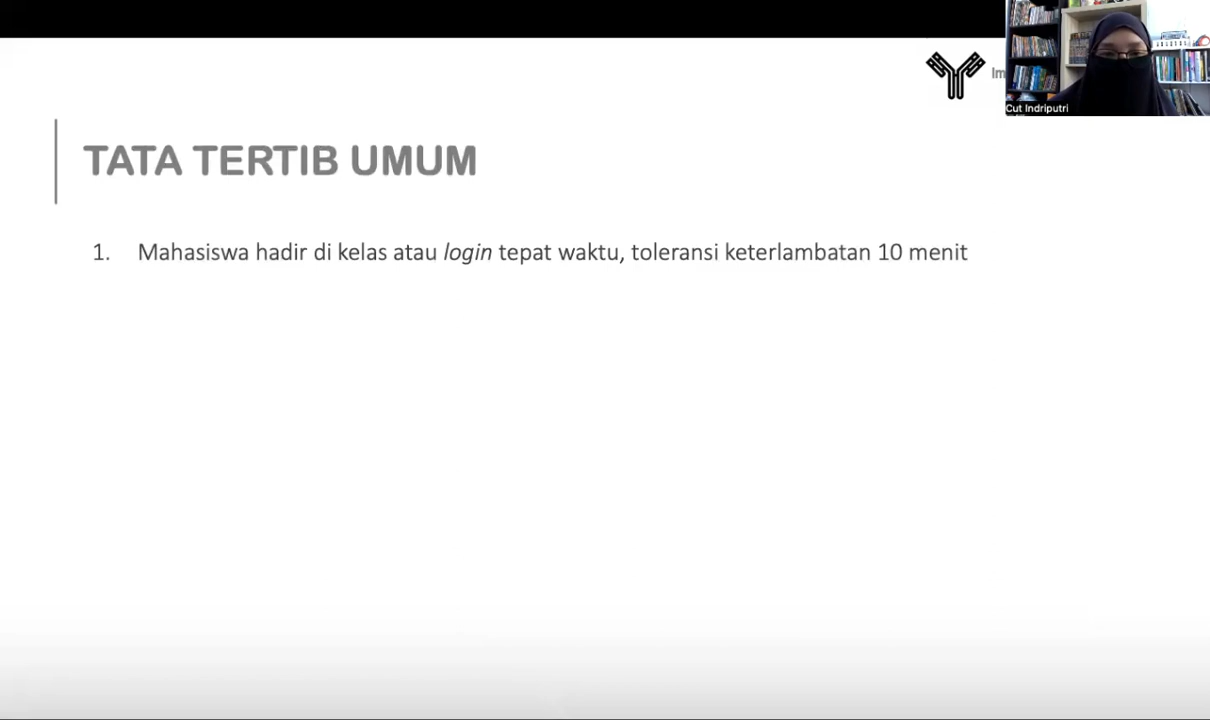 Cut Indriputri
TATA TERTIB UMUM
1. Mahasiswa hadir di kelas atau login tepat waktu, toleransi keterlambatan 10 menit